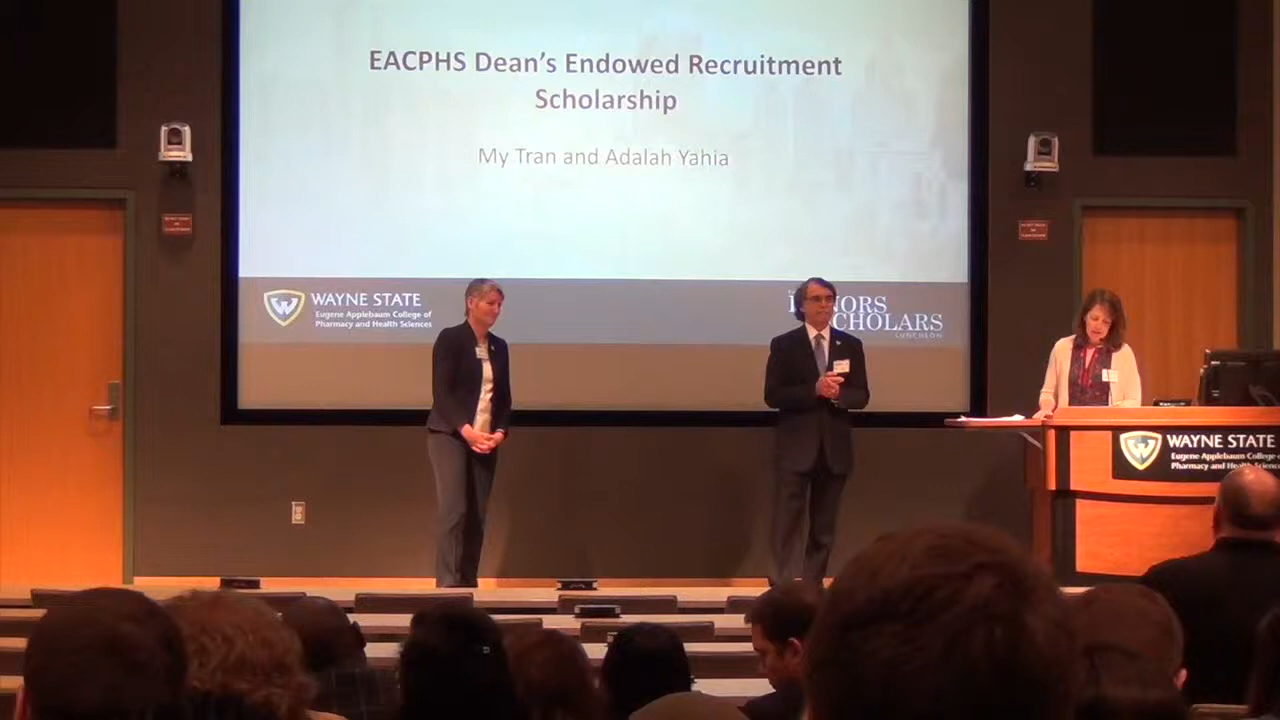 EACPHS Dean's Endowed Recruitment
Scholarship
My Tran and Adalah Yahia
WAYNE STATE
Eugene Applebaum College of
Pharmacy and Health Sciences
SCHOLARS
LUNCHEON
WAYNE STATE
Eugene Applebaum College of
Pharmacy and Health Sciences